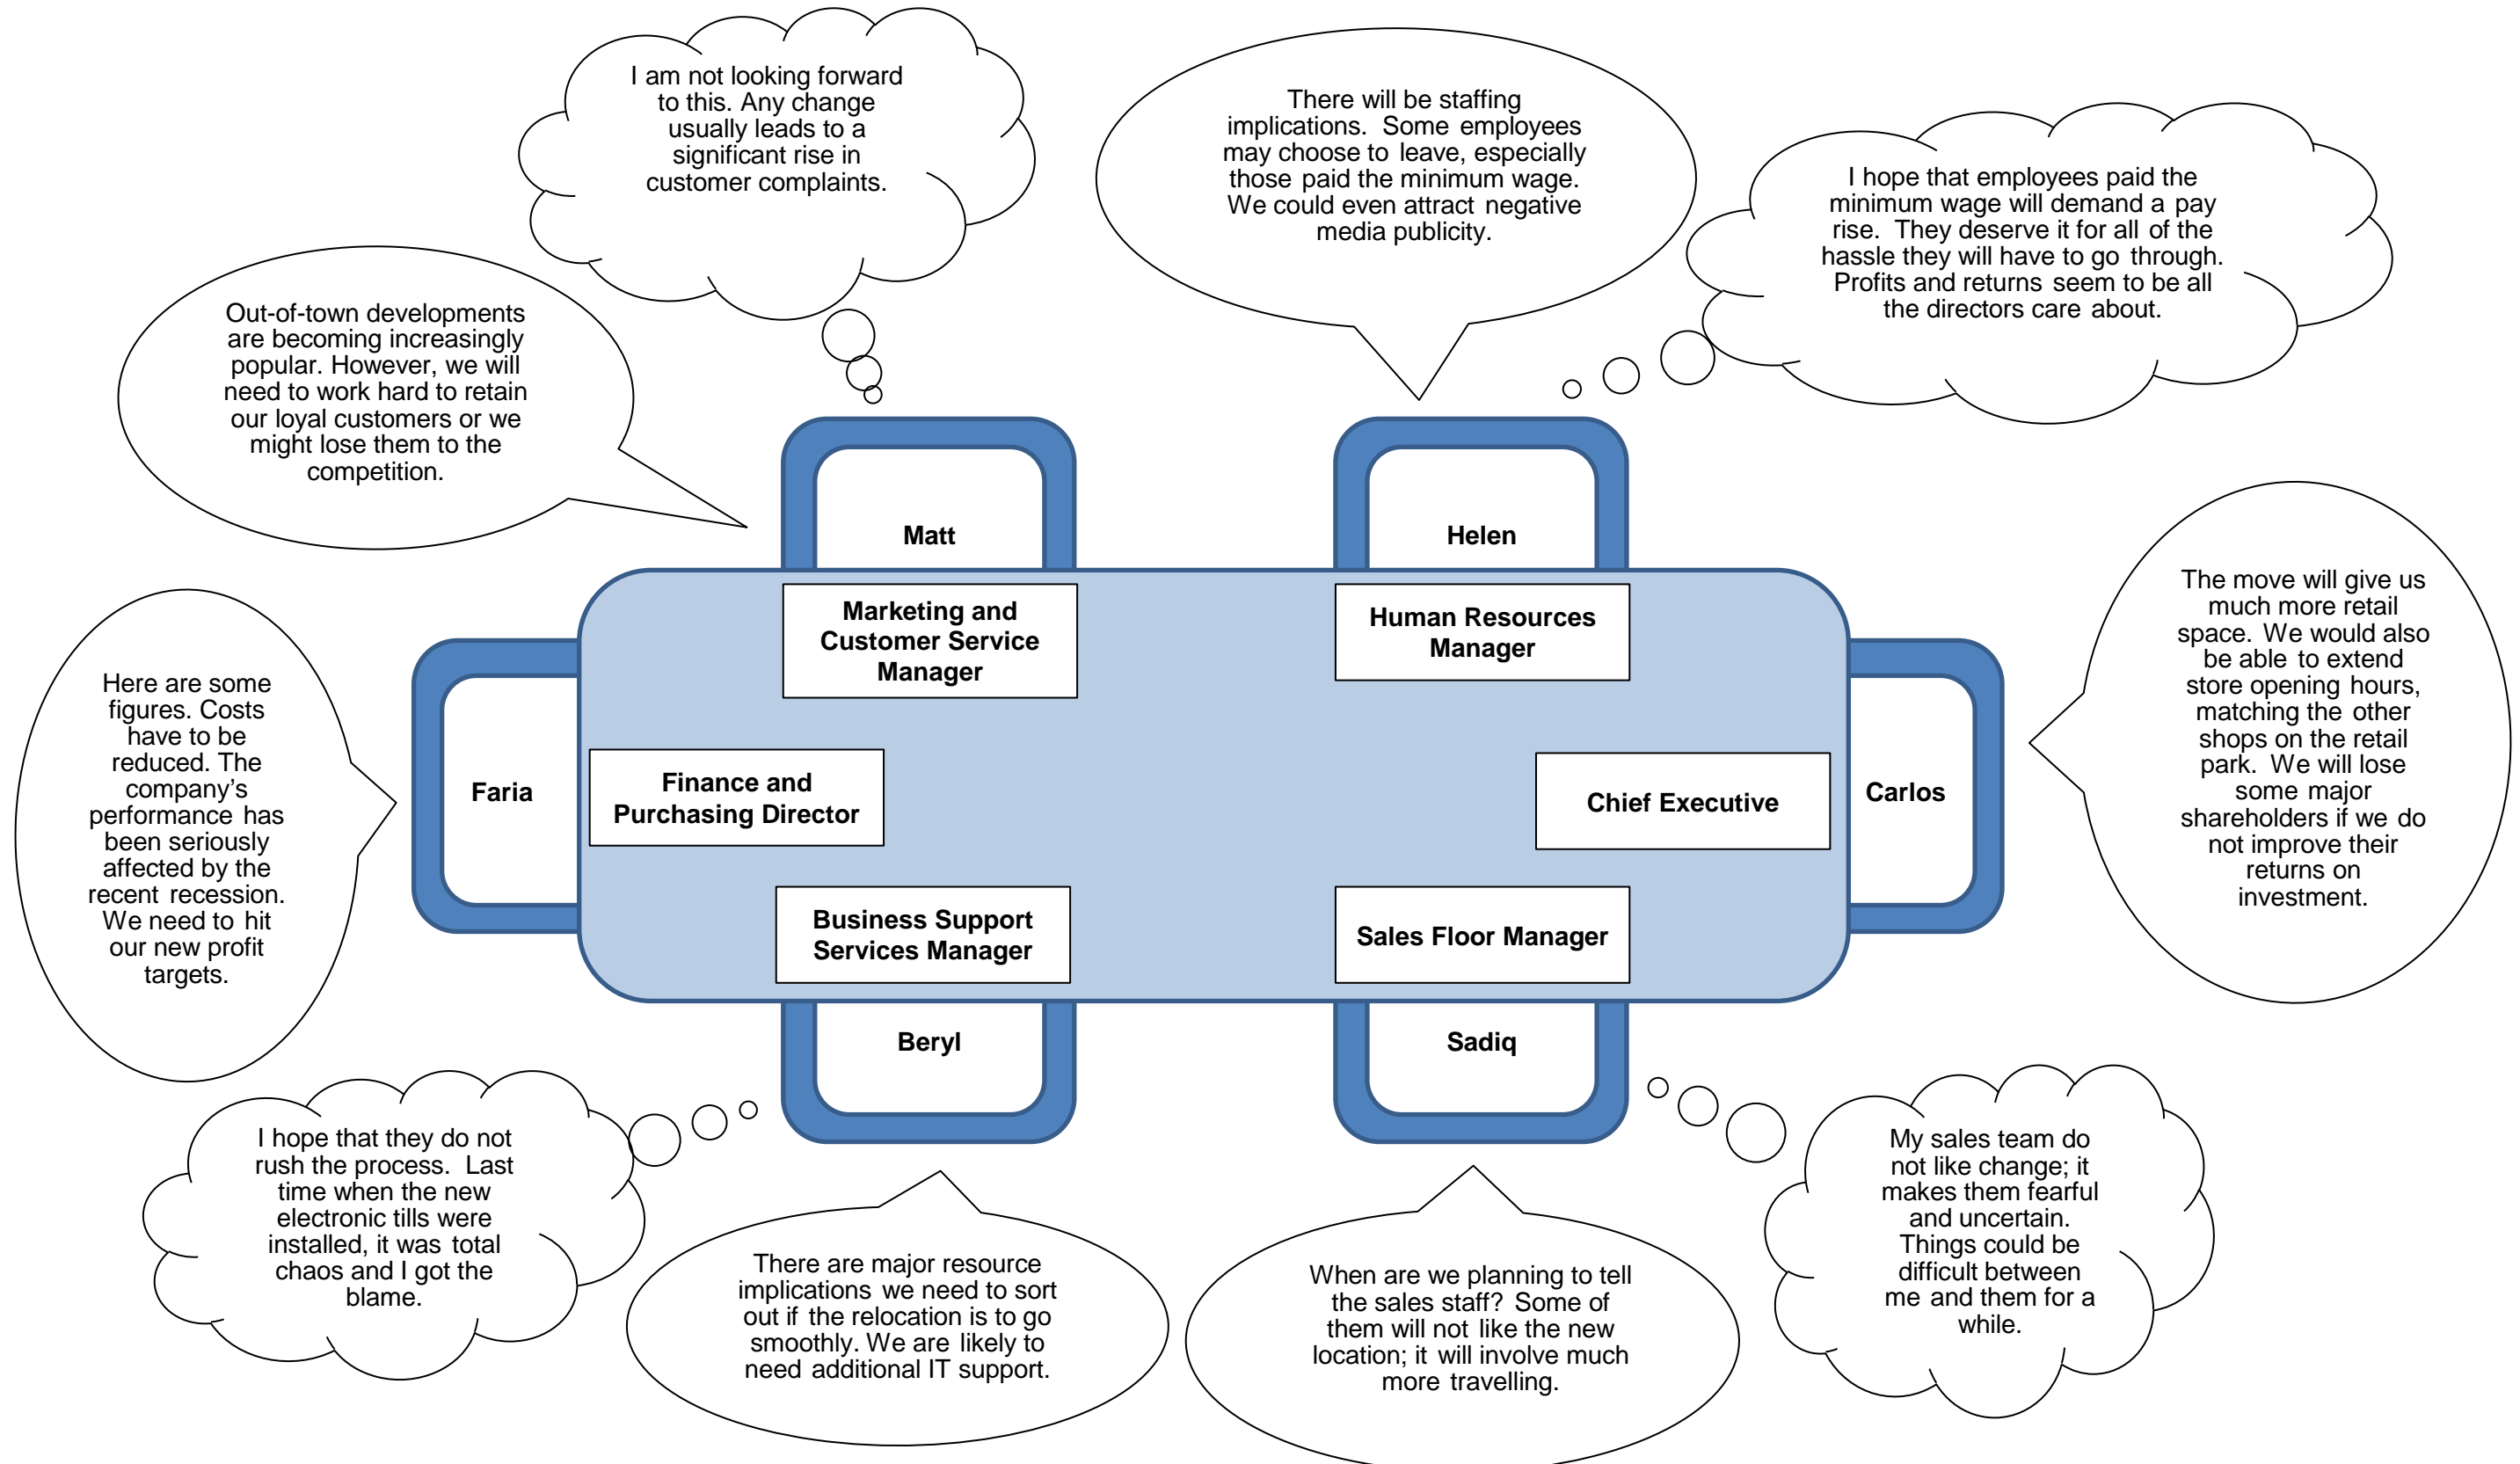 I am not looking forward
to this. Any change
usually leads to a
significant rise in
customer complaints.
There will be staffing
implications. Some employees
may choose to leave, especially
those paid the minimum wage.
We could even attract negative
media publicity.
I hope that employees paid the
minimum wage will demand a pay
rise. They deserve it for all of the
hassle they will have to go through.
Profits and returns seem to be all
the directors care about.
Out-of-town developments
are becoming increasingly
popular. However, we will
need to work hard to retain
our loyal customers or we
might lose them to the
competition.
Matt
Helen
Marketing and
Customer Service
Manager
Human Resources
Manager
The move will give us
much more retail
space. We would also
be able to extend
store opening hours,
matching the other
shops on the retail
park. We will lose
some major
shareholders if we do
not improve their
returns on
investment.
Here are some
figures. Costs
have to be
reduced. The
company’s
performance has
been seriously
affected by the
recent recession.
We need to hit
our new profit
targets.
Faria
Finance and
Purchasing Director
Chief Executive
Carlos
Business Support
Services Manager
Sales Floor Manager
Beryl
Sadiq
I hope that they do not
rush the process. Last
time when the new
electronic tills were
installed, it was total
chaos and I got the
blame.
There are major resource
implications we need to sort
out if the relocation is to go
smoothly. We are likely to
need additional IT support.
When are we planning to tell
the sales staff? Some of
them will not like the new
location; it will involve much
more travelling.
My sales team do
not like change; it
makes them fearful
and uncertain.
Things could be
difficult between
me and them for a
while.